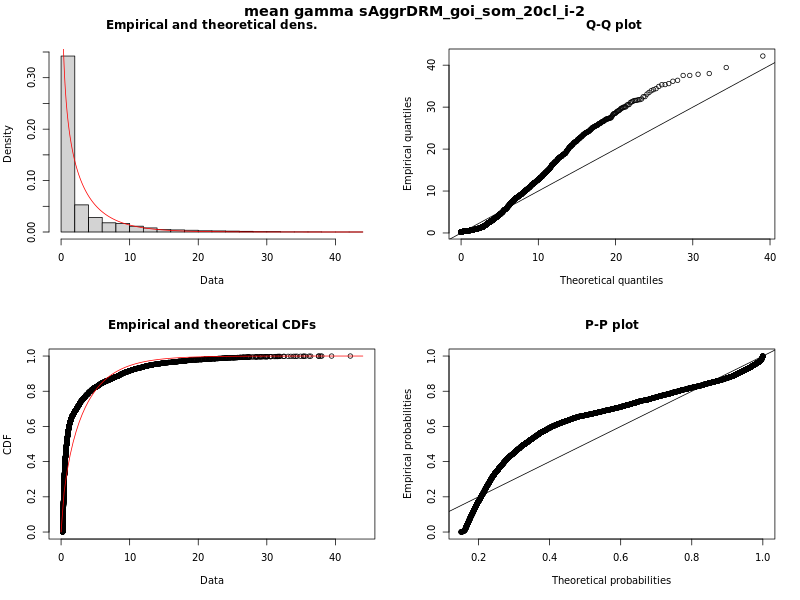 mean gamma sAggrDRM_goi_som_20cl_i-2
Empirical and theoretical dens.
Density
0.00 0.10 0.20 0.30
0 10 20 30 40
Data
Q-Q plot
Empirical quantiles
0 10 20 30 40
0 10 20 30 40
Theoretical quantiles
Empirical and theoretical CDFs
CDF
0.0 0.2 0.4 0.6 0.8 1.0
0 10 20 30 40
Data
P-P plot
Empirical probabilities
0.0 0.2 0.4 0.6 0.8 1.0
0.2 0.4 0.6 0.8 1.0
Theoretical probabilities